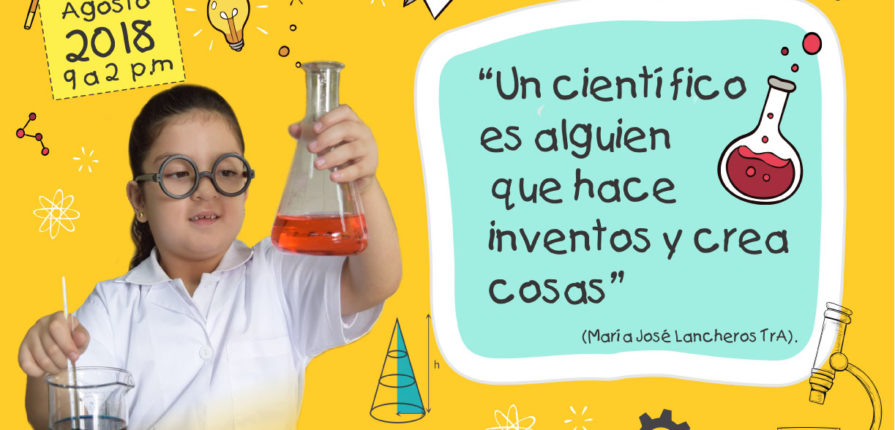 Agosto
2018
9 a 2 p.m
“Un científico
es alguien
que hace
inventos y crea
cosas”
(María José Lancheros TrA).
h